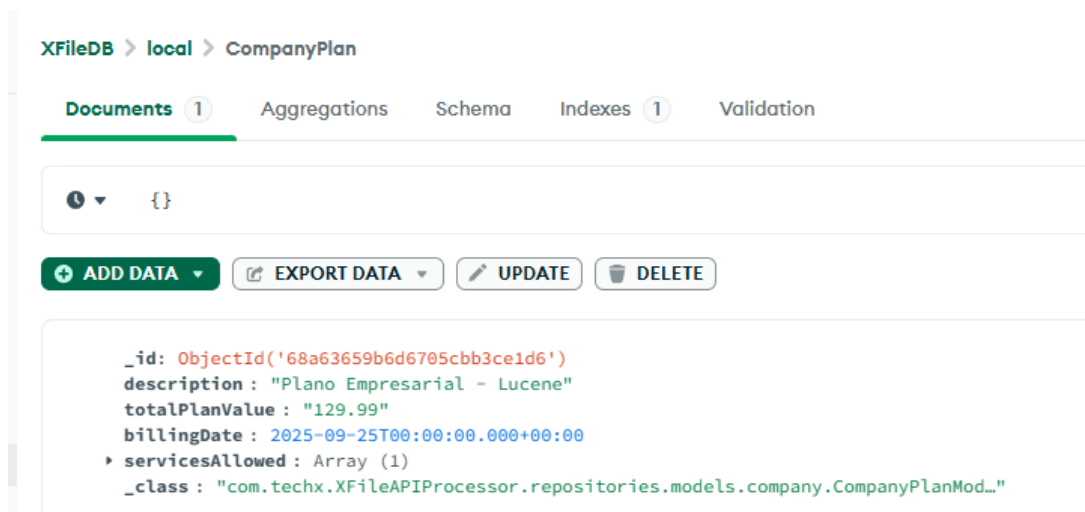 XFileDB > local > CompanyPlan
Documents 1 Aggregations Schema Indexes 1 Validation
{}
ADD DATA EXPORT DATA UPDATE DELETE
_id: ObjectId('68a63659b6d6705cbb3ce1d6')
description : "Plano Empresarial - Lucene"
totalPlanValue : "129.99"
billingDate : 2025-09-25T00:00:00.000+00:00
servicesAllowed : Array (1)
_class : "com.techx.XFileAPIProcessor.repositories.models.company.CompanyPlanMod…"